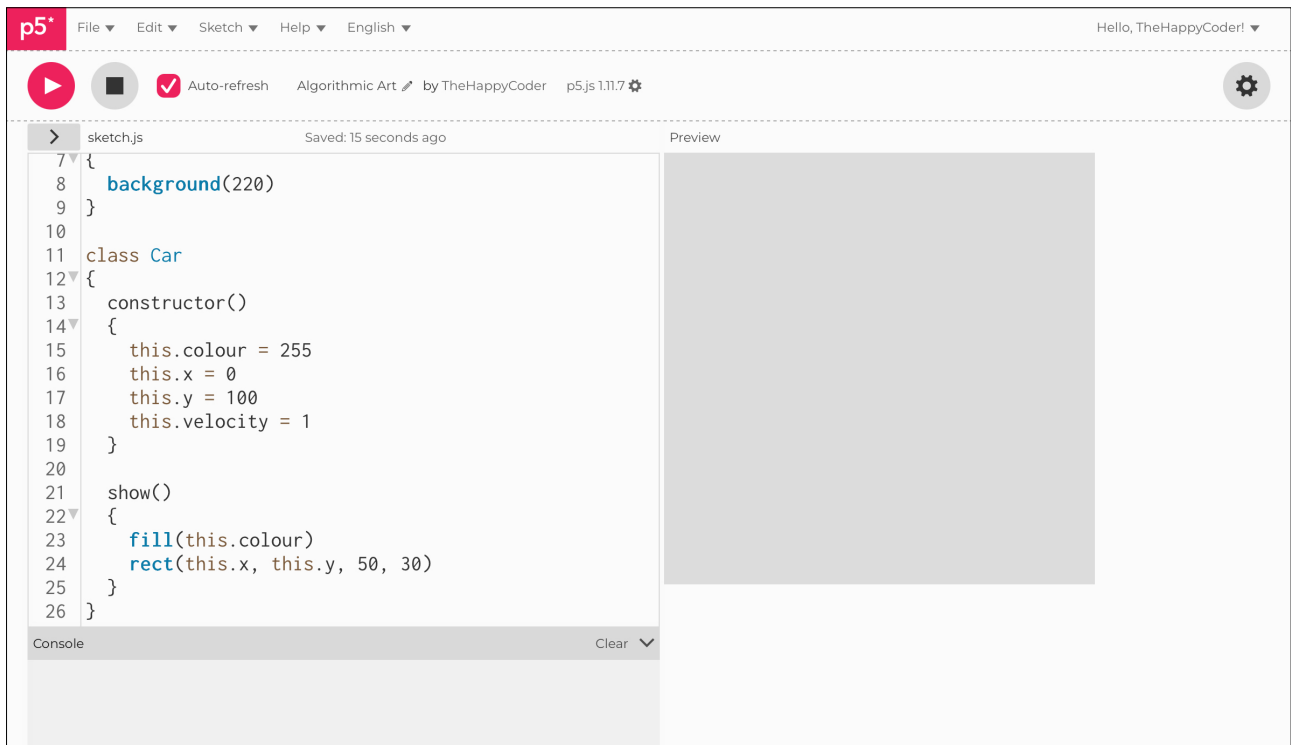 p5* File Edit Sketch Help English Hello, TheHappyCoder!
Auto-refresh Algorithmic Art by TheHappyCoder p5.js 1.11.7
sketch.js Saved: 15 seconds ago Preview
7 {
8   background(220)
9 }
10
11 class Car
12 {
13   constructor()
14   {
15     this.colour = 255
16     this.x = 0
17     this.y = 100
18     this.velocity = 1
19   }
20
21   show()
22   {
23     fill(this.colour)
24     rect(this.x, this.y, 50, 30)
25   }
26 }
Console Clear